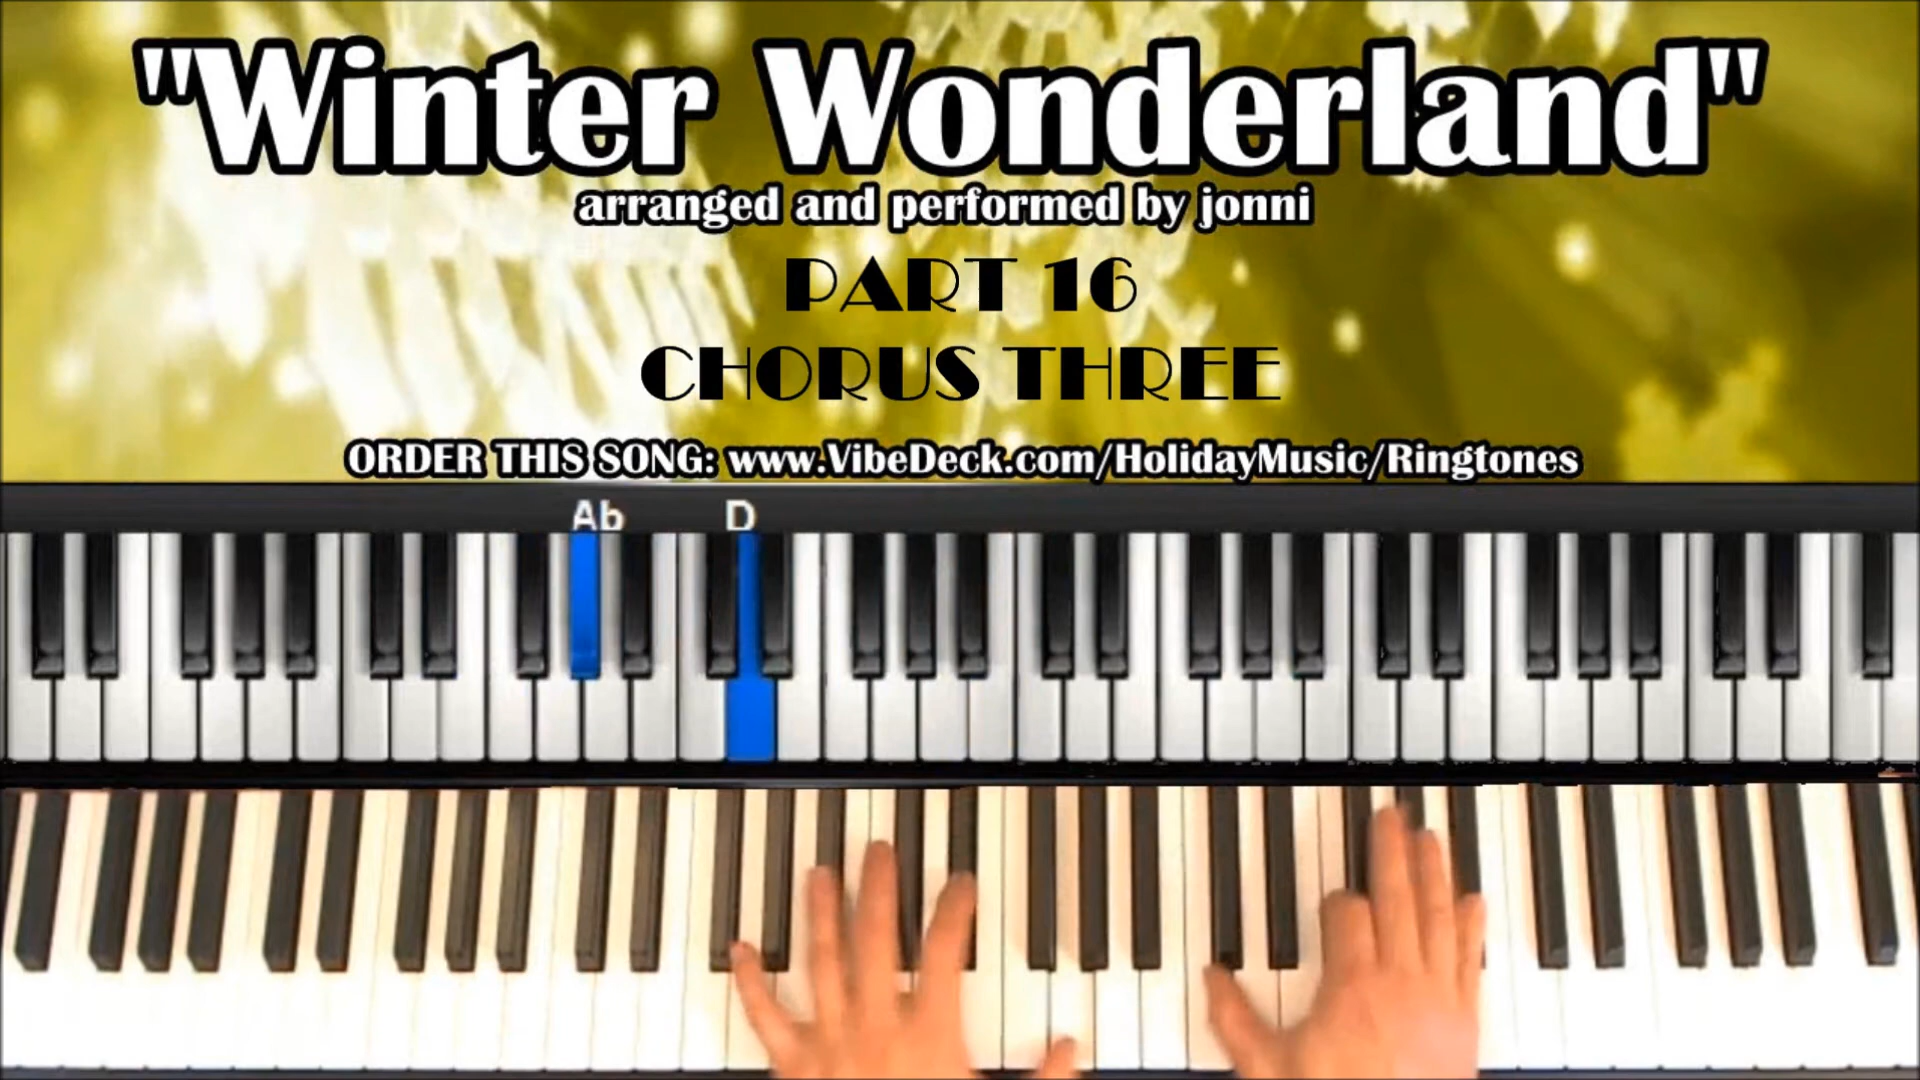 "Winter Wonderland"
arranged and performed by jonni
PART 16
CHORUS THREE
ORDER THIS SONG: www.VibeDeck.com/HolidayMusic/Ringtones
Ab D